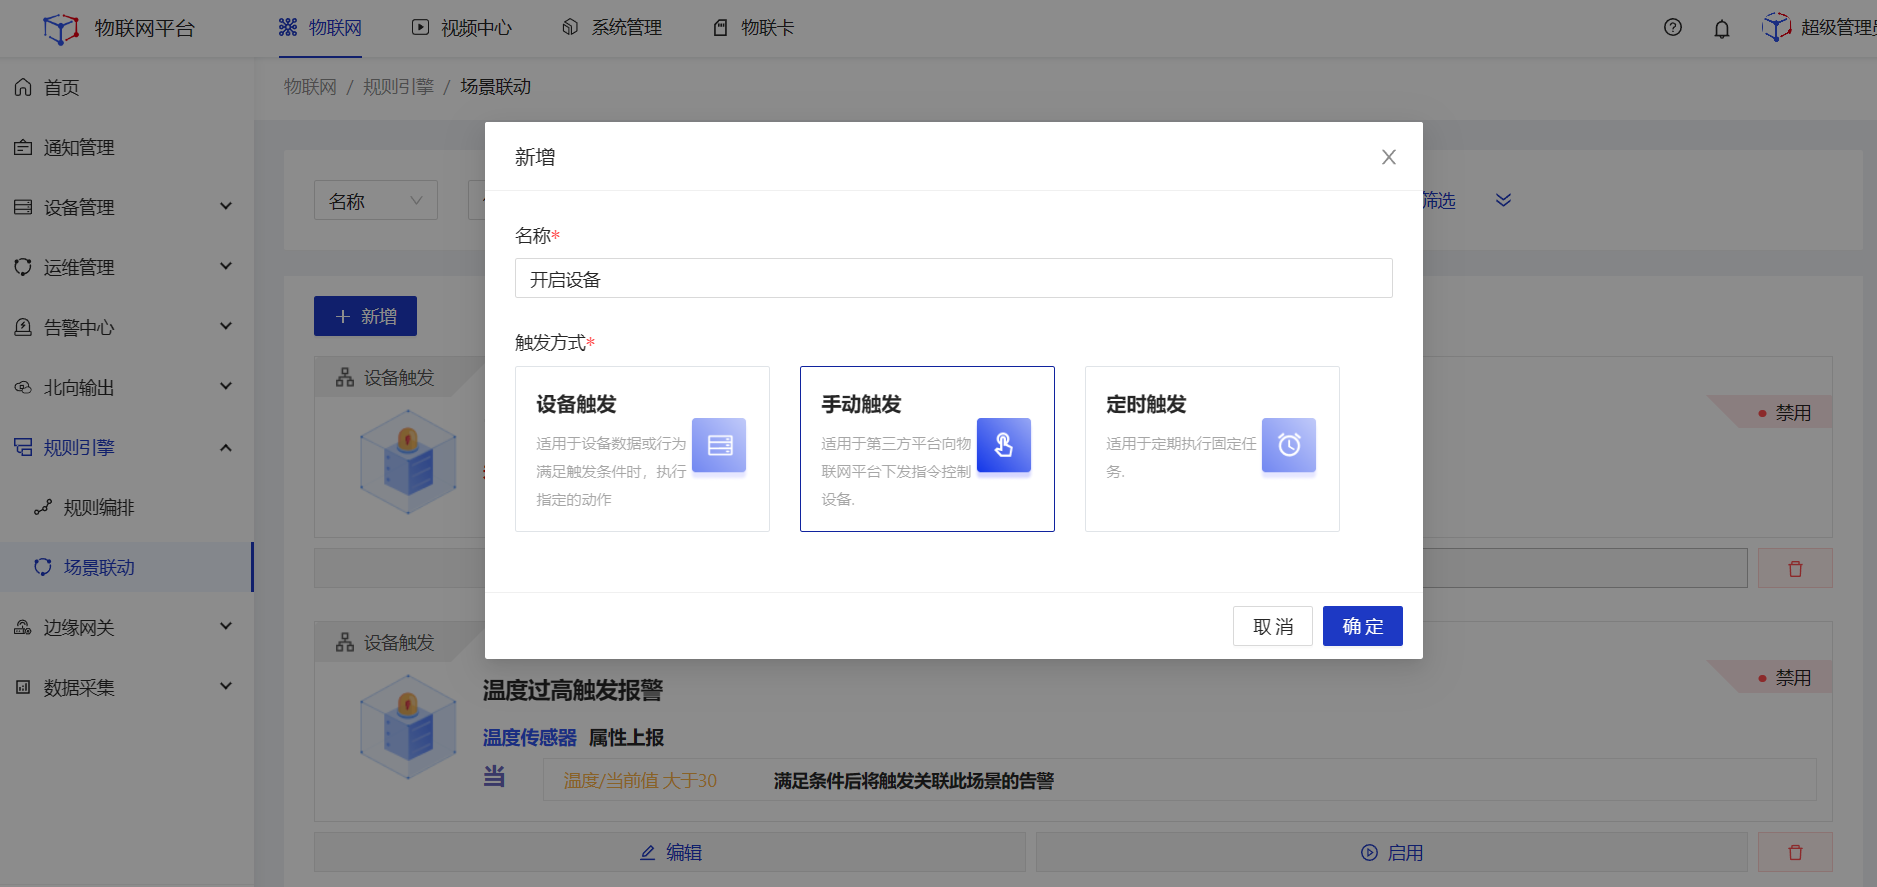 物联网平台
物联网
视频中心
系统管理
物联卡
超级管理
首页
通知管理
设备管理
运维管理
告警中心
北向输出
规则引擎
规则编排
场景联动
边缘网关
数据采集
物联网 / 规则引擎 / 场景联动
名称
筛选
新增
设备触发
禁用
新增
名称*
开启设备
触发方式*
设备触发
适用于设备数据或行为
满足触发条件时，执行
指定的动作
手动触发
适用于第三方平台向物
联网平台下发指令控制
设备.
定时触发
适用于定期执行固定任
务.
取 消
确 定
设备触发
禁用
温度过高触发报警
温度传感器 属性上报
当
温度/当前值 大于30 满足条件后将触发关联此场景的告警
编辑
启用